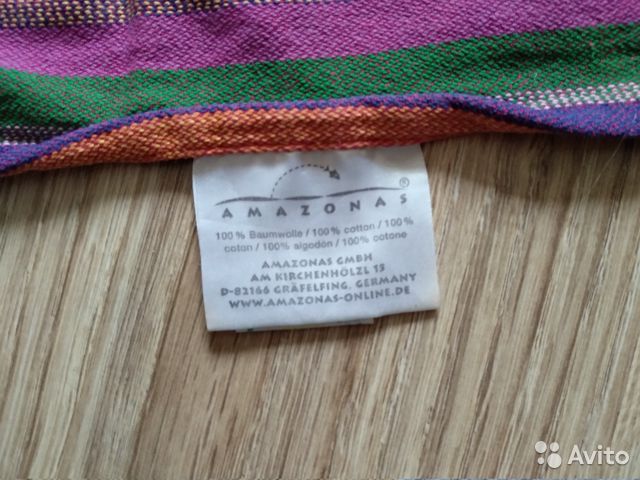 AMAZONAS®
100% Baumwolle / 100% cotton / 100%
coton / 100% algodón / 100% cotone
AMAZONAS GMBH
AM KIRCHENHÖLZL 15
D-82166 GRÄFELFING, GERMANY
WWW.AMAZONAS-ONLINE.DE
Avito